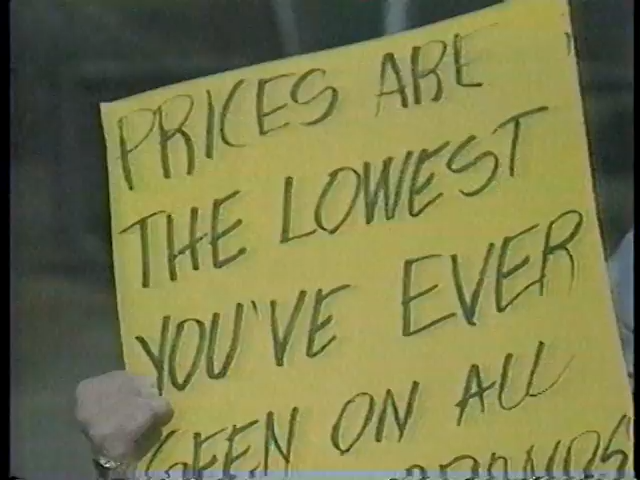 PRICES ARE
THE LOWEST
YOU'VE EVER
SEEN ON ALL